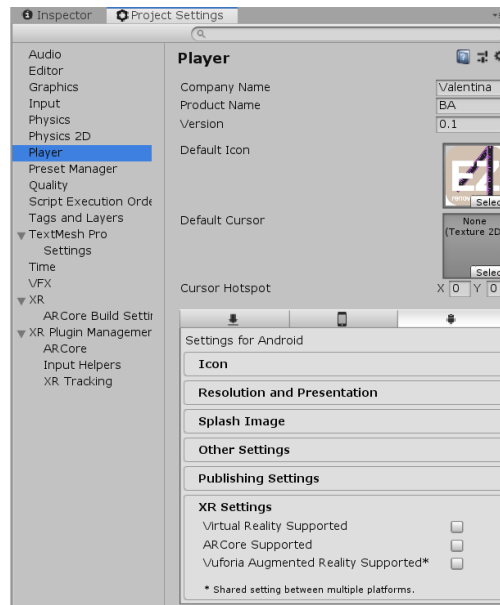 Inspector
Project Settings
Audio
Editor
Graphics
Input
Physics
Physics 2D
Player
Preset Manager
Quality
Script Execution Orde
Tags and Layers
TextMesh Pro
Settings
Time
VFX
XR
ARCore Build Settin
XR Plugin Managemer
ARCore
Input Helpers
XR Tracking
Player
Company Name
Valentina
Product Name
BA
Version
0.1
Default Icon
EZ
Selec
Default Cursor
None
(Texture 2D
Selec
Cursor Hotspot
X 0 Y 0
Settings for Android
Icon
Resolution and Presentation
Splash Image
Other Settings
Publishing Settings
XR Settings
Virtual Reality Supported
ARCore Supported
Vuforia Augmented Reality Supported*
* Shared setting between multiple platforms.